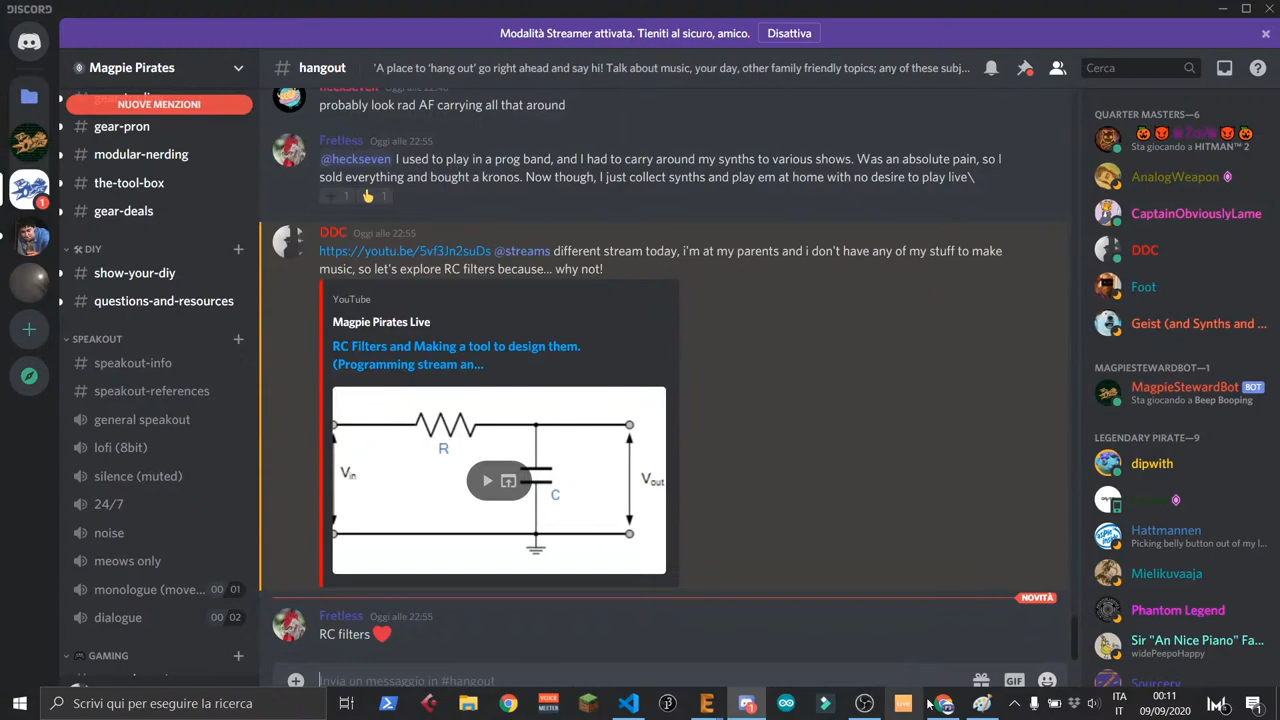 DISCORD
Modalità Streamer attivata. Tieniti al sicuro, amico.
Disattiva
Magpie Pirates
hangout
'A place to 'hang out' go right ahead and say hi! Talk about music, your day, other family friendly topics; any of these subj...
Cerca
NUOVE MENZIONI
# gear-pron
# modular-nerding
# the-tool-box
# gear-deals
DIY
# show-your-diy
# questions-and-resources
SPEAKOUT
# speakout-info
# speakout-references
general speakout
lofi (8bit)
silence (muted)
24/7
noise
meows only
monologue (move... 00 01
dialogue 00 02
GAMING
heckseven
probably look rad AF carrying all that around
Fretless Oggi alle 22:55
@heckseven I used to play in a prog band, and I had to carry around my synths to various shows. Was an absolute pain, so I
sold everything and bought a kronos. Now though, I just collect synths and play em at home with no desire to play live\
1 1
DDC Oggi alle 22:55
https://youtu.be/5vf3Jn2suDs @streams different stream today, i'm at my parents and i don't have any of my stuff to make
music, so let's explore RC filters because... why not!
YouTube
Magpie Pirates Live
RC Filters and Making a tool to design them.
(Programming stream an...
R
Vin
C
Vout
NOVITÀ
Fretless Oggi alle 22:55
RC filters
Invia un messaggio in #hangout
GIF
QUARTER MASTERS—6
Sta giocando a HITMAN™ 2
AnalogWeapon
CaptainObviouslyLame
DDC
Foot
Geist (and Synths and ...
MAGPIESTEWARDBOT—1
MagpieStewardBot BOT
Sta giocando a Beep Booping
LEGENDARY PIRATE—9
dipwith
Hattmannen
Picking belly button out of my l...
Mielikuvaaja
Phantom Legend
Sir "An Nice Piano" Fa...
widePeepoHappy
Sourcery
1
Scrivi qui per eseguire la ricerca
VOICE
MEETER
Live
ITA
IT
00:11
09/09/2020
1